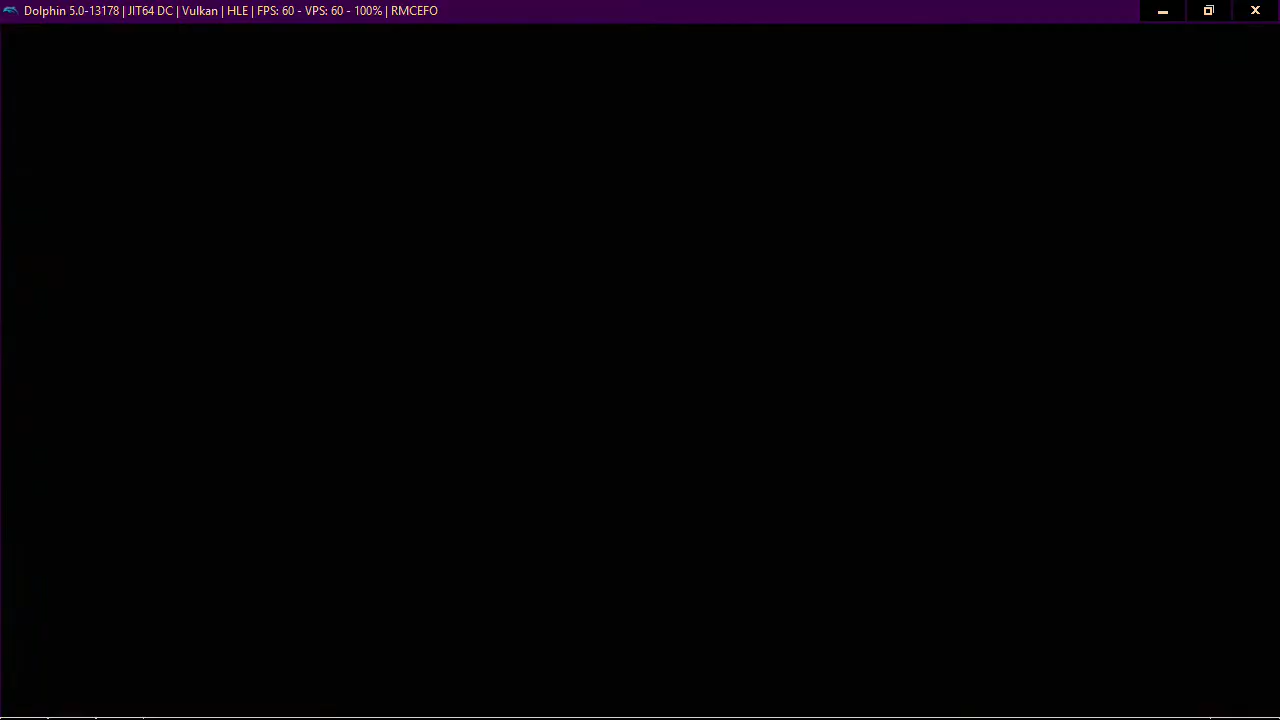 Dolphin 5.0-13178 | JIT64 DC | Vulkan | HLE | FPS: 60 - VPS: 60 - 100% | RMCEFO